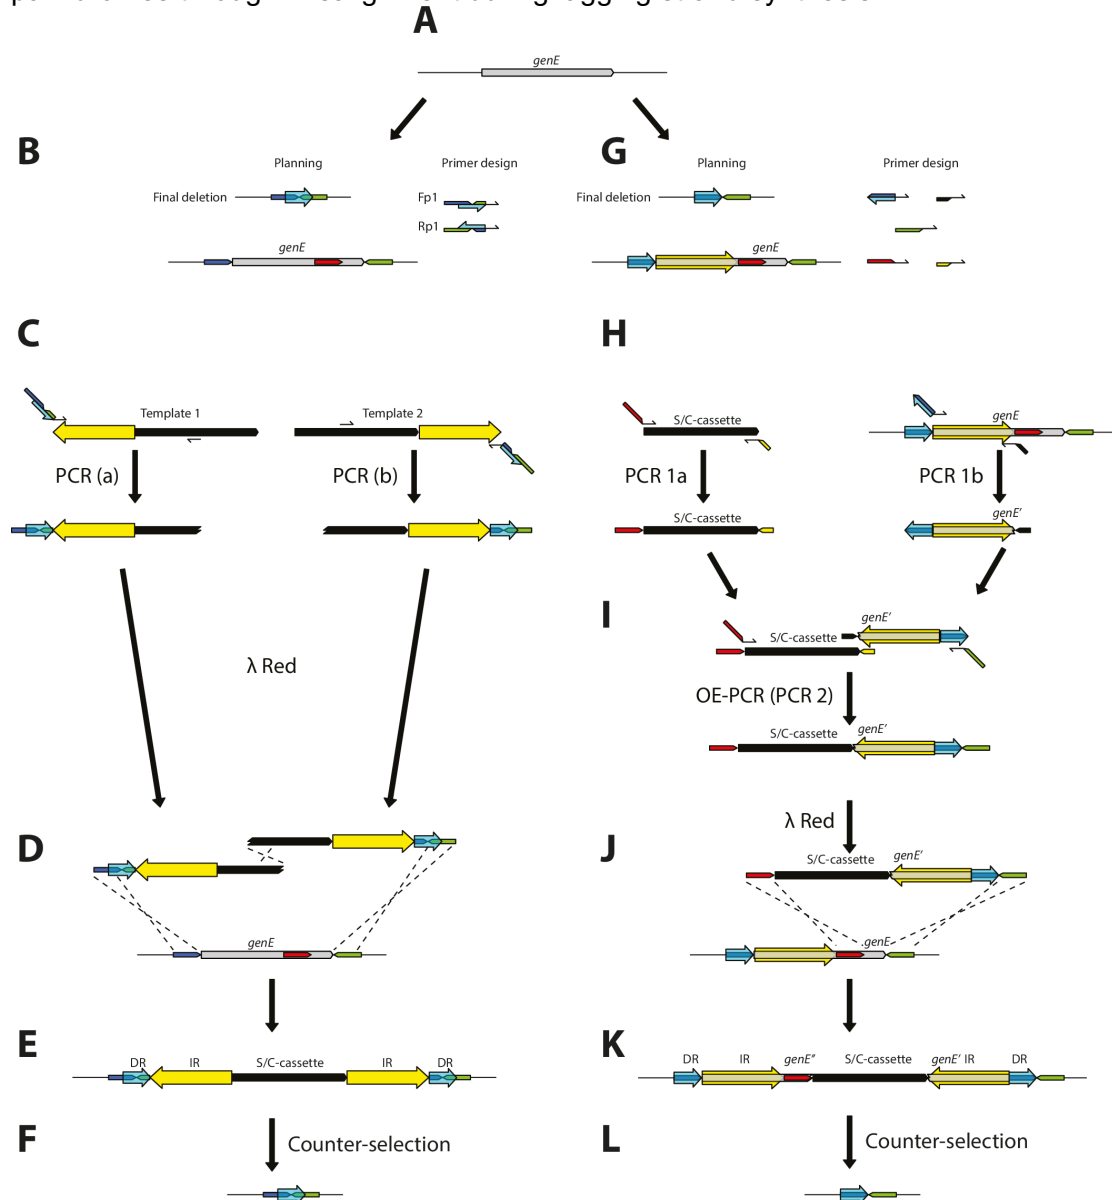 A
genE
B
Planning
Primer design
Final deletion
Fp1
Rp1
genE
G
Planning
Primer design
Final deletion
genE
C
Template 1
Template 2
PCR (a)
PCR (b)
H
S/C-cassette
genE
PCR 1a
PCR 1b
S/C-cassette
genE'
λ Red
I
genE'
S/C-cassette
OE-PCR (PCR 2)
genE'
S/C-cassette
λ Red
D
genE
J
S/C-cassette
genE'
genE
E
DR
IR
S/C-cassette
IR
DR
K
DR
IR
genE"
S/C-cassette
genE' IR
DR
F
Counter-selection
L
Counter-selection